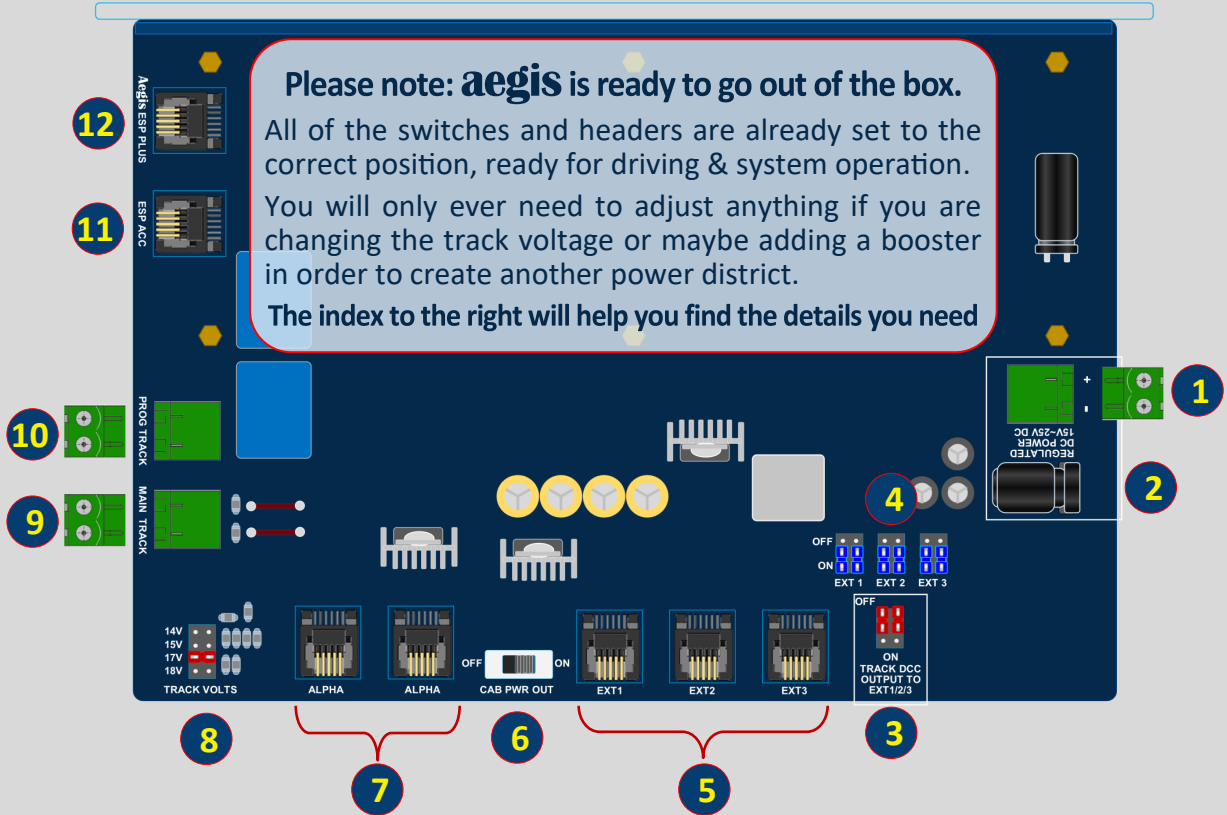 Please note: aegis is ready to go out of the box.
All of the switches and headers are already set to the
correct position, ready for driving & system operation.
You will only ever need to adjust anything if you are
changing the track voltage or maybe adding a booster
in order to create another power district.
The index to the right will help you find the details you need
12
Aegis ESP PLUS
11
ESP ACC
10
PROG TRACK
9
MAIN TRACK
1
+
-
REGULATED
DC POWER
15V~25V DC
2
4
OFF
ON
EXT 1
EXT 2
EXT 3
OFF
ON
TRACK DCC
OUTPUT TO
EXT1/2/3
3
14V
15V
17V
18V
TRACK VOLTS
8
ALPHA
ALPHA
7
OFF
ON
CAB PWR OUT
6
EXT1
EXT2
EXT3
5